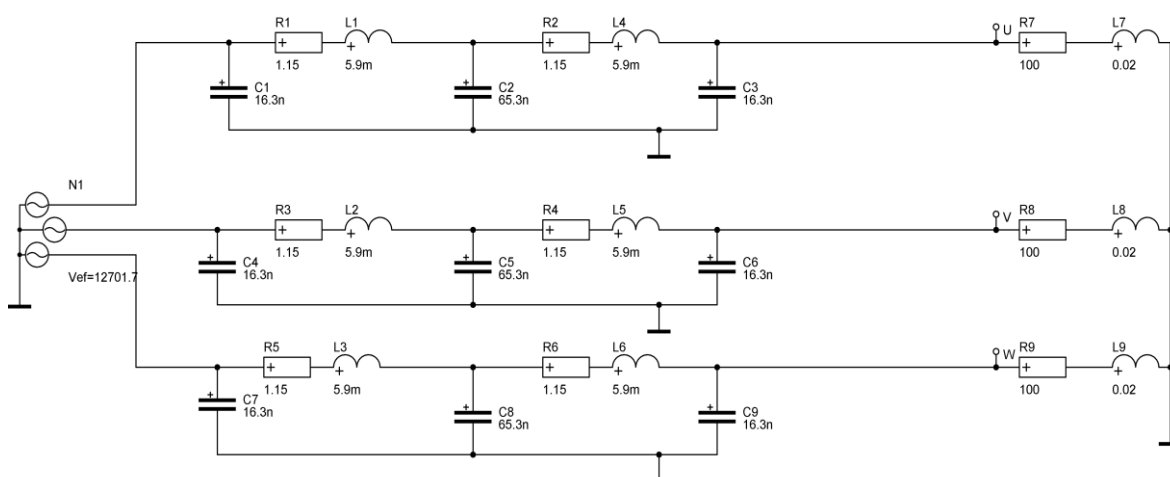 R1 L1 R2 L4 U R7 L7
+ + + + + +
1.15 5.9m 1.15 5.9m 100 0.02
+ C1 + C2 + C3
16.3n 65.3n 16.3n
N1
R3 L2 R4 L5 V R8 L8
+ + + + + +
1.15 5.9m 1.15 5.9m 100 0.02
+ C4 + C5 + C6
16.3n 65.3n 16.3n
Vef=12701.7
R5 L3 R6 L6 W R9 L9
+ + + + + +
1.15 5.9m 1.15 5.9m 100 0.02
+ C7 + C8 + C9
16.3n 65.3n 16.3n